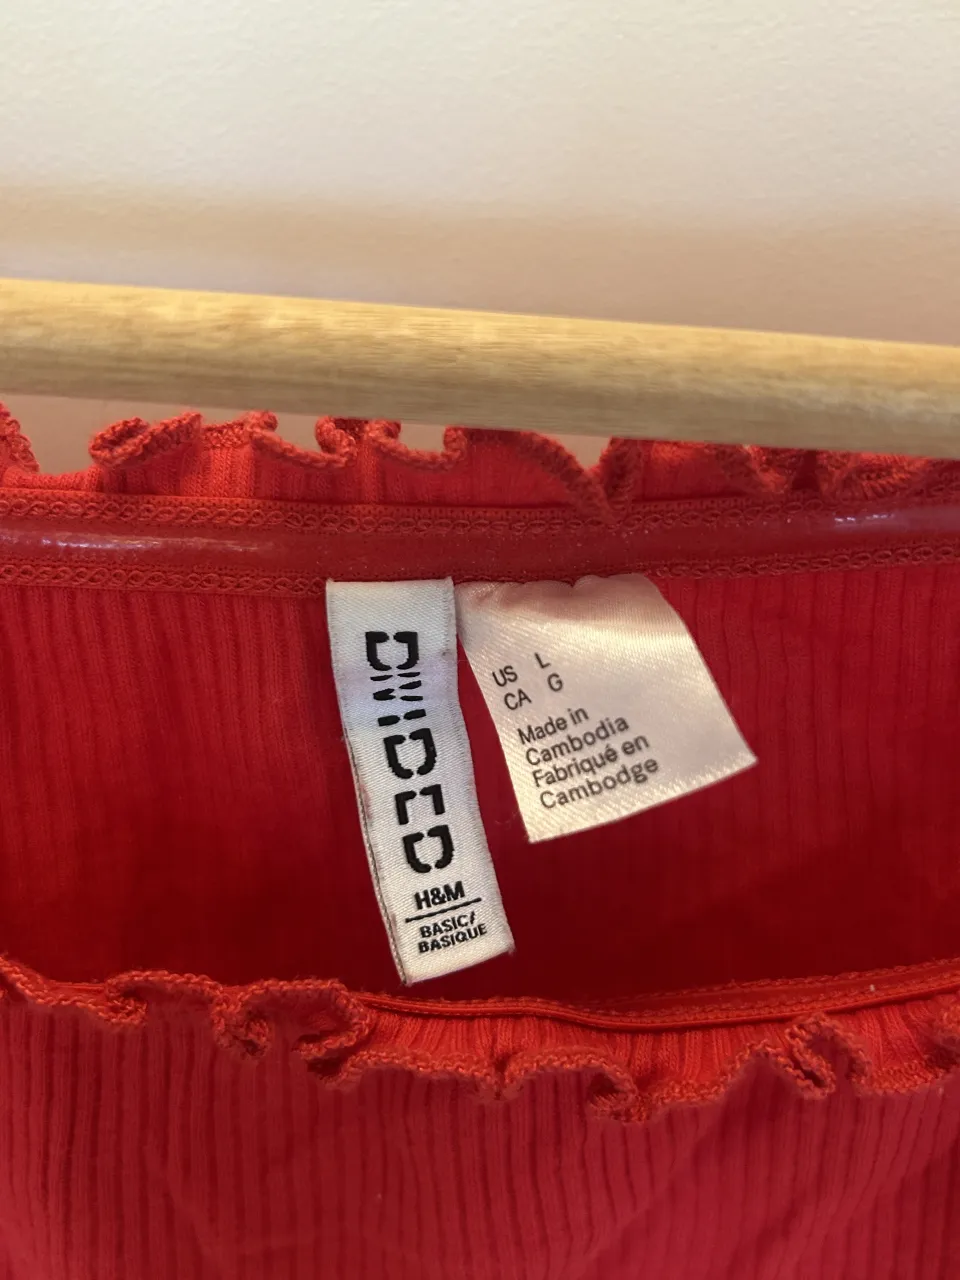 DIVIDED
H&M
BASIC/
BASIQUE
US L
CA G
Made in
Cambodia
Fabriqué en
Cambodge